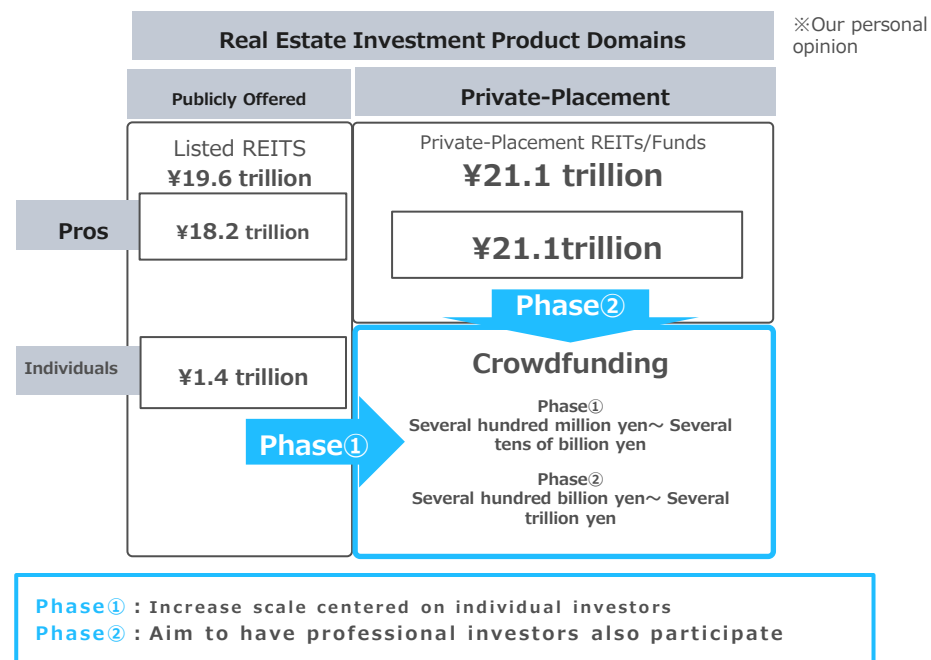 Real Estate Investment Product Domains
※Our personal
opinion
Publicly Offered
Private-Placement
Listed REITS
¥19.6 trillion
Private-Placement REITs/Funds
¥21.1 trillion
Pros
¥18.2 trillion
¥21.1trillion
Phase②
Individuals
¥1.4 trillion
Phase①
Crowdfunding
Phase①
Several hundred million yen～ Several
tens of billion yen
Phase②
Several hundred billion yen～ Several
trillion yen
Phase①：Increase scale centered on individual investors
Phase②：Aim to have professional investors also participate